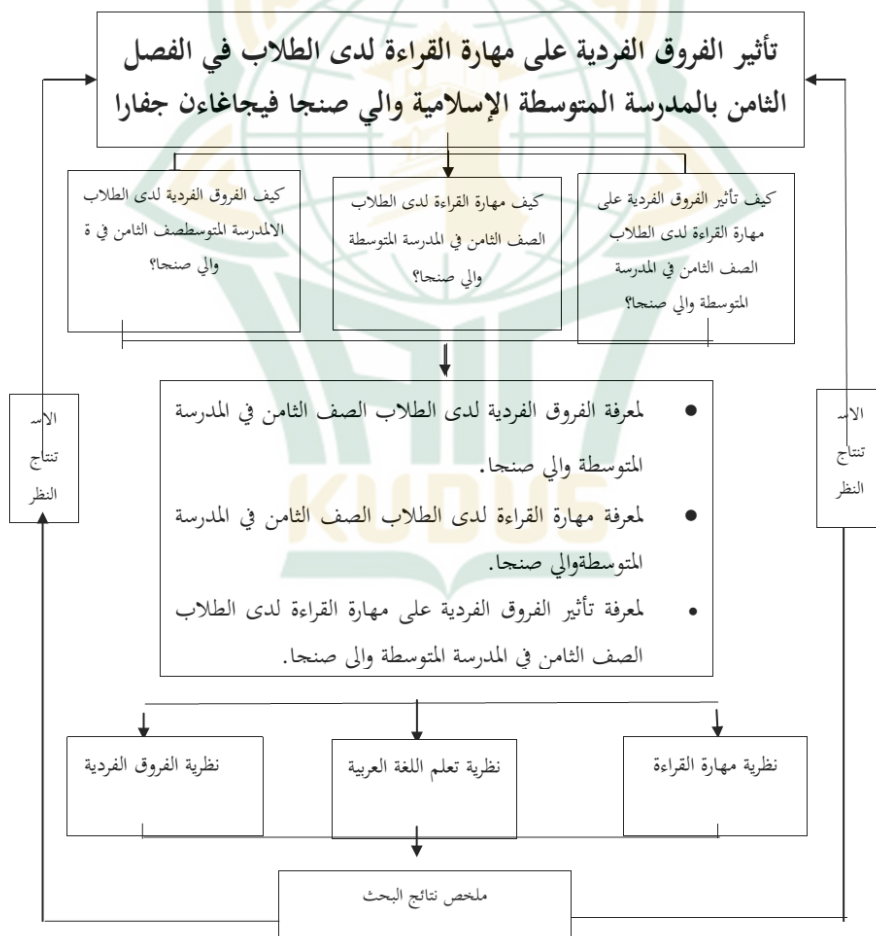 تأثير الفروق الفردية على مهارة القراءة لدى الطلاب في الفصل
الثامن بالمدرسة المتوسطة الإسلامية والي صنجا فيجاغاءن جفارا
كيف تأثير الفروق الفردية على
مهارة القراءة لدى الطلاب
الصف الثامن في المدرسة
المتوسطة والي صنجا؟
كيف مهارة القراءة لدى الطلاب
الصف الثامن في المدرسة المتوسطة
والي صنجا؟
كيف الفروق الفردية لدى الطلاب
الالمدرسة المتوسطصف الثامن في ة
والي صنجا؟
الاسـ
تنتاج
النظر
• لمعرفة الفروق الفردية لدى الطلاب الصف الثامن في المدرسة
المتوسطة والي صنجا.
• لمعرفة مهارة القراءة لدى الطلاب الصف الثامن في المدرسة
المتوسطةوالي صنجا.
• لمعرفة تأثير الفروق الفردية على مهارة القراءة لدى الطلاب
الصف الثامن في المدرسة المتوسطة والى صنجا.
الاسـ
تنتاج
النظر
KUDUS
نظرية مهارة القراءة
نظرية تعلم اللغة العربية
نظرية الفروق الفردية
ملخص نتائج البحث